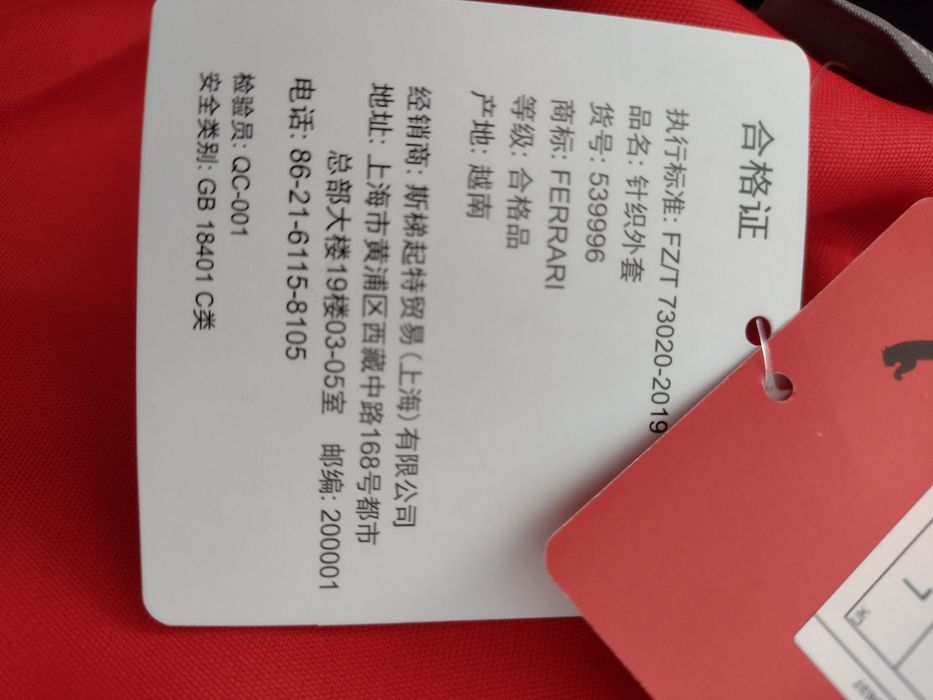 合格证
执行标准: FZ/T 73020-2019
品名: 针织外套
货号: 539996
商标: FERRARI
等级: 合格品
产地: 越南
经销商: 斯梯起特贸易(上海)有限公司
地址: 上海市黄浦区西藏中路168号都市
总部大楼19楼03-05室 邮编: 200001
电话: 86-21-6115-8105
检验员: QC-001
安全类别: GB 18401 C类
UK
L